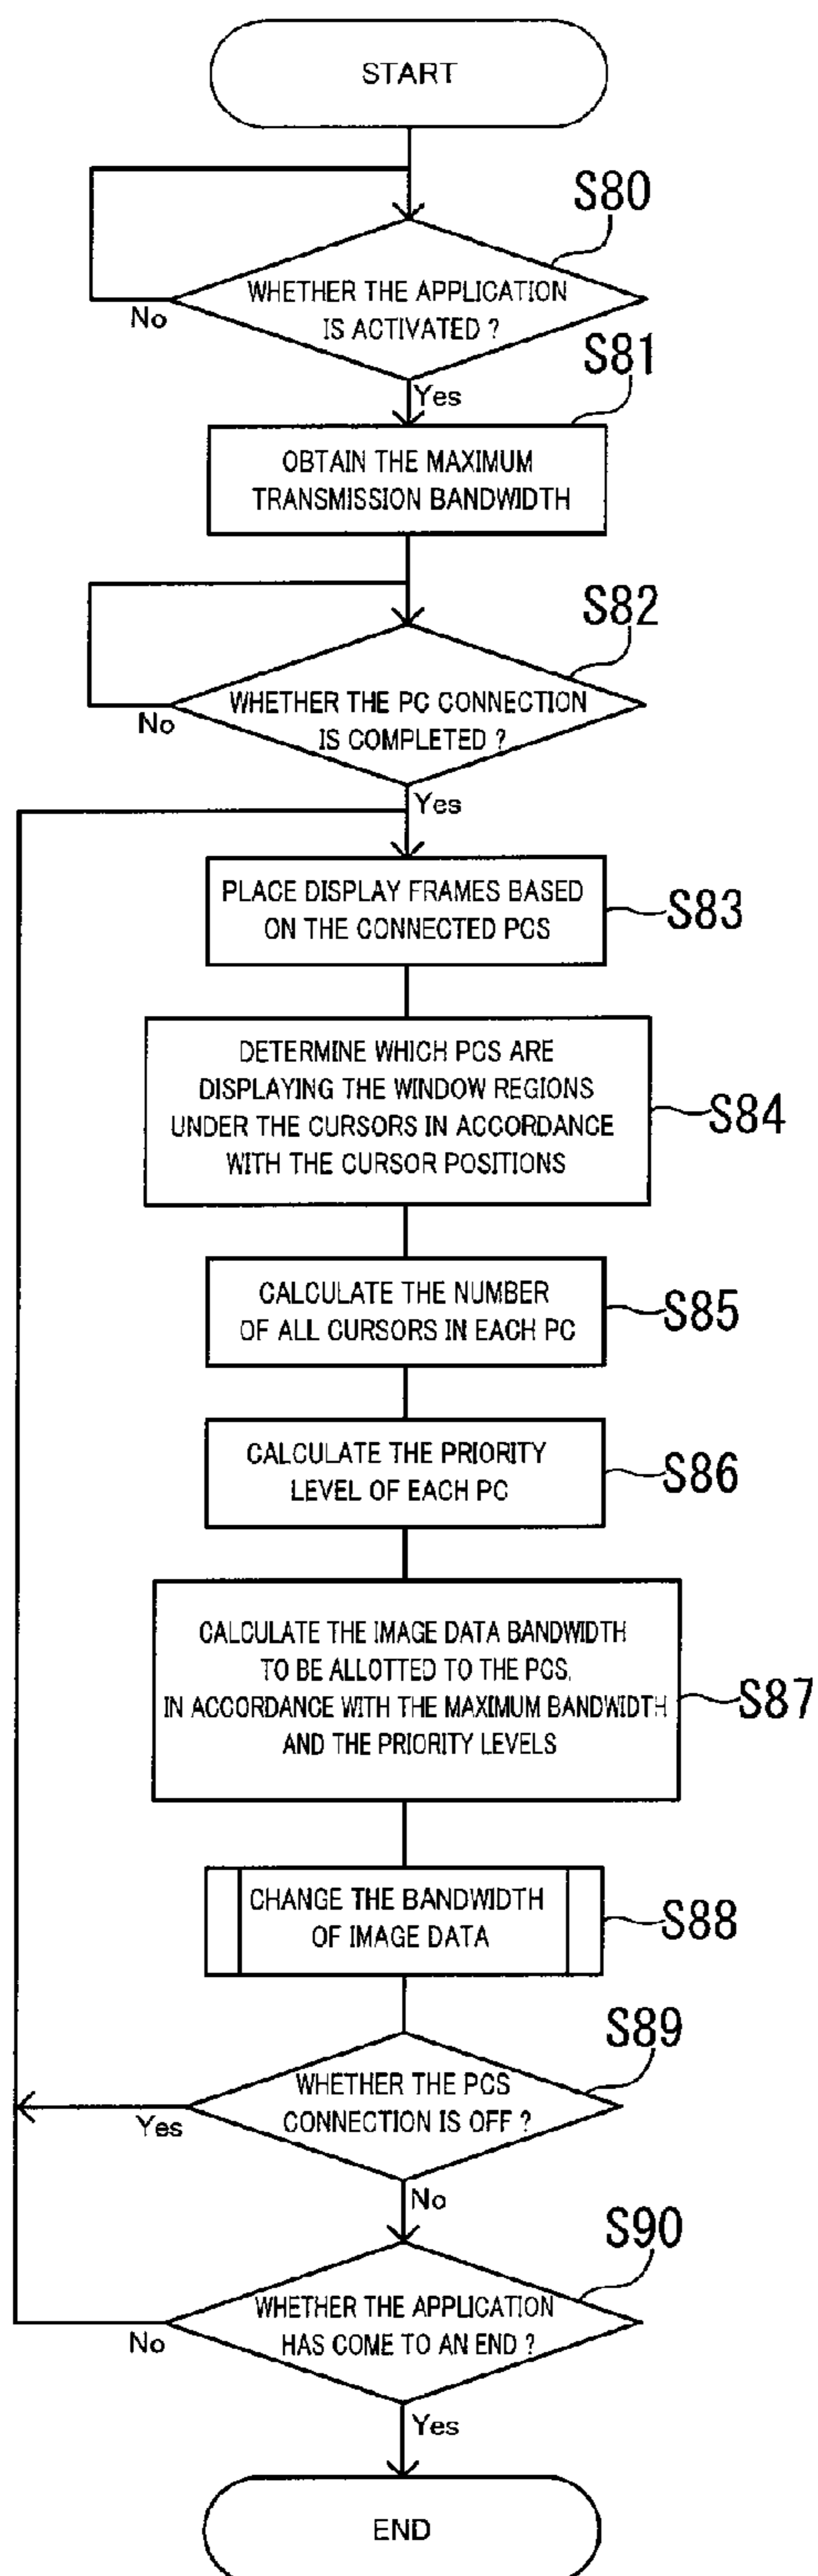 START
S80
WHETHER THE APPLICATION
IS ACTIVATED ?
No
Yes
S81
OBTAIN THE MAXIMUM
TRANSMISSION BANDWIDTH
S82
WHETHER THE PC CONNECTION
IS COMPLETED ?
No
Yes
PLACE DISPLAY FRAMES BASED
ON THE CONNECTED PCS
S83
DETERMINE WHICH PCS ARE
DISPLAYING THE WINDOW REGIONS
UNDER THE CURSORS IN ACCORDANCE
WITH THE CURSOR POSITIONS
S84
CALCULATE THE NUMBER
OF ALL CURSORS IN EACH PC
S85
CALCULATE THE PRIORITY
LEVEL OF EACH PC
S86
CALCULATE THE IMAGE DATA BANDWIDTH
TO BE ALLOTTED TO THE PCS,
IN ACCORDANCE WITH THE MAXIMUM BANDWIDTH
AND THE PRIORITY LEVELS
S87
CHANGE THE BANDWIDTH
OF IMAGE DATA
S88
S89
WHETHER THE PCS
CONNECTION IS OFF ?
Yes
No
S90
WHETHER THE APPLICATION
HAS COME TO AN END ?
No
Yes
END